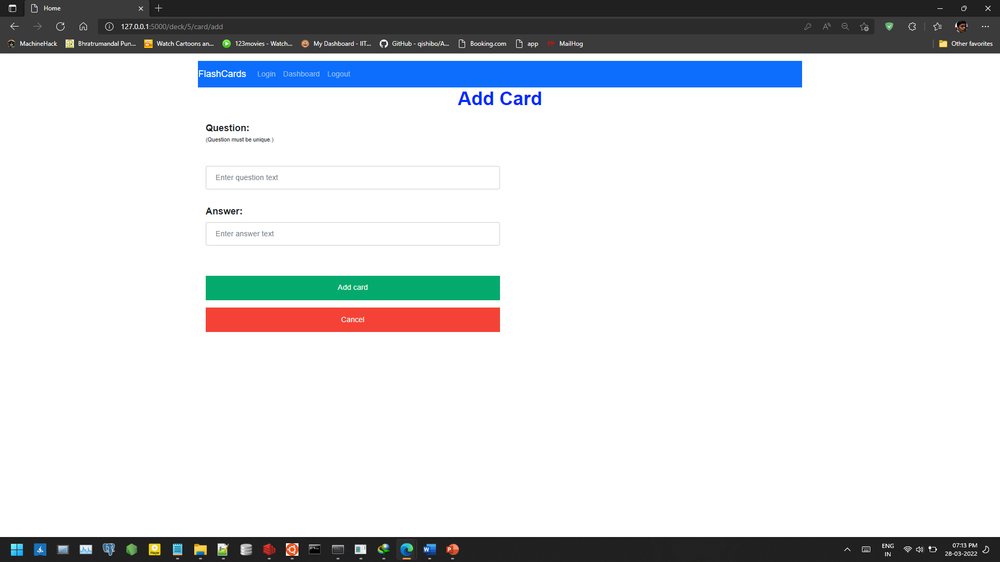 Home
127.0.0.1:5000/deck/5/card/add
MachineHack
Bhratrumandal Pun...
Watch Cartoons an...
123movies - Watch...
My Dashboard - IIT...
GitHub - qishibo/A...
Booking.com
app
MailHog
Other favorites
FlashCards Login Dashboard Logout
Add Card
Question:
(Question must be unique.)
Enter question text
Answer:
Enter answer text
Add card
Cancel
ENG
IN
07:13 PM
28-03-2022